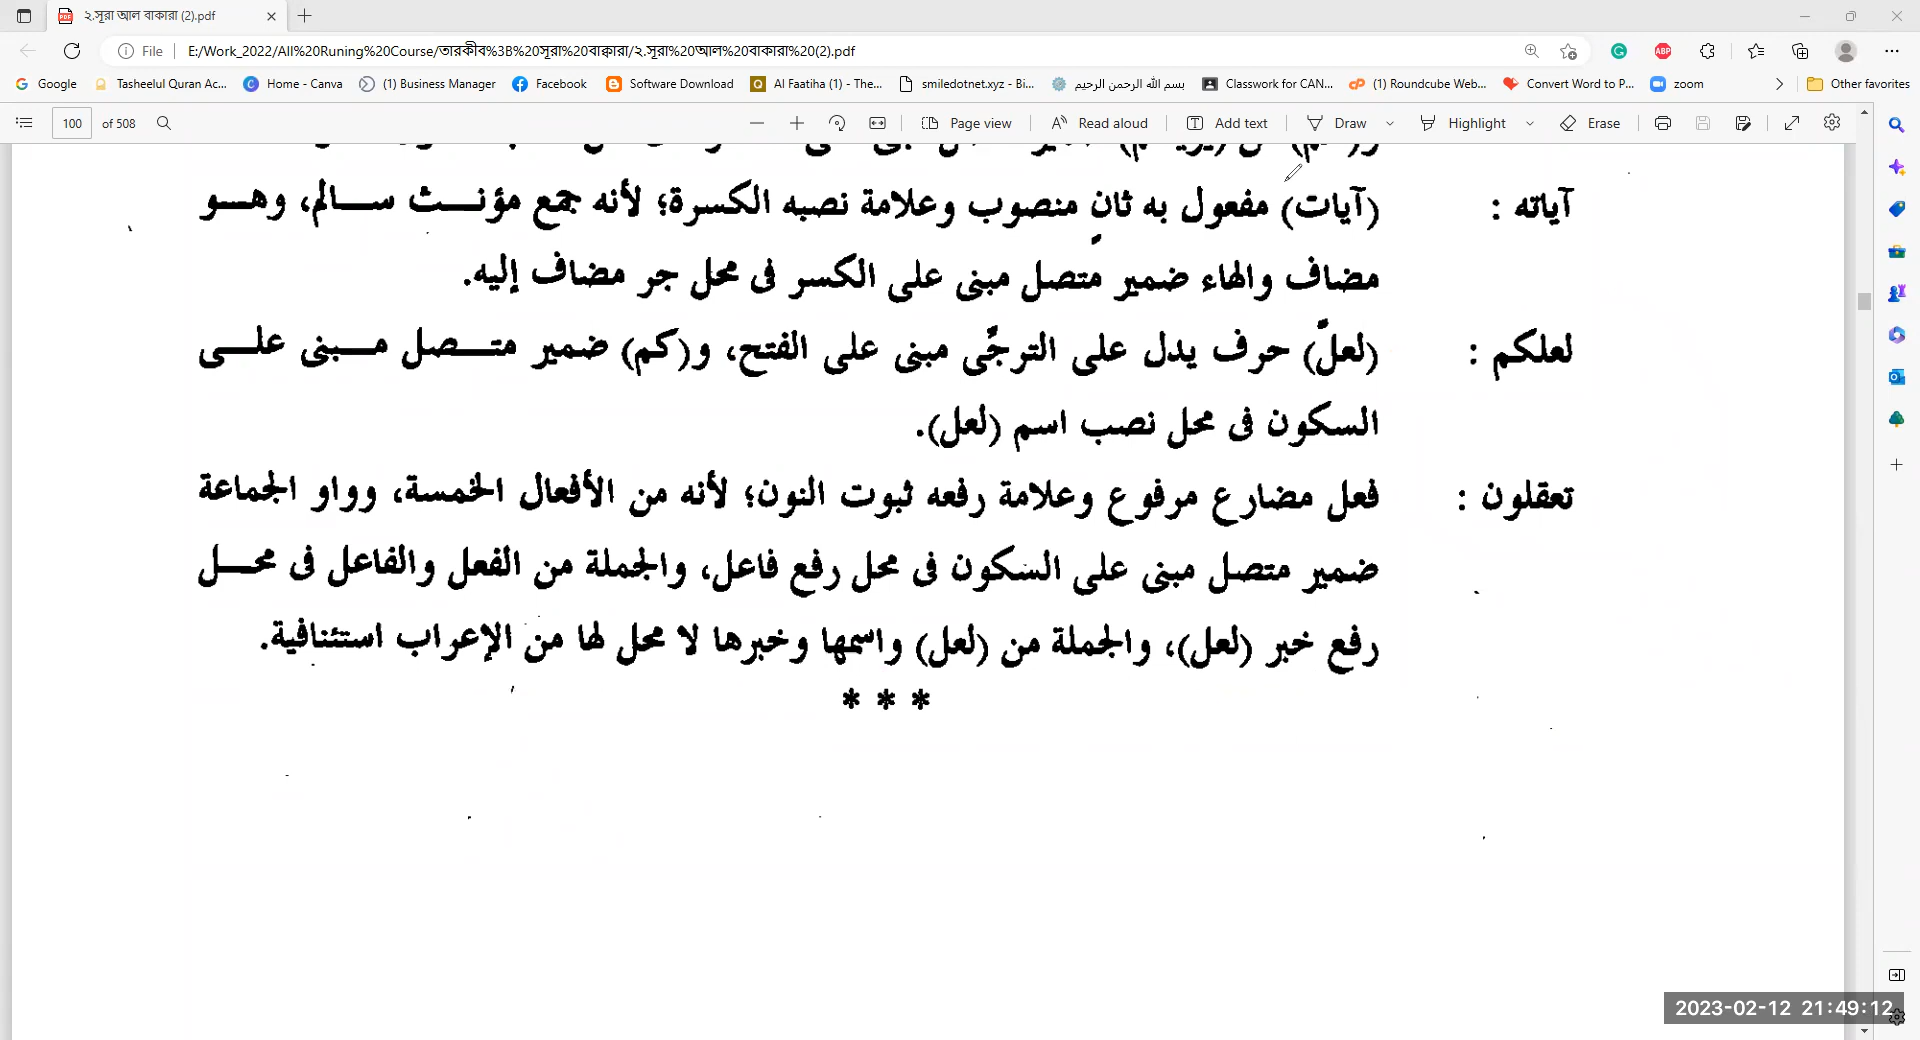 ২.সূরা আল বাকারা (2).pdf
File | E:/Work_2022/All%20Runing%20Course/তারকীব%3B%20সূরা%20বাক্বারা/২.সূরা%20আল%20বাকারা%20(2).pdf
Google Tasheelul Quran Ac... Home - Canva (1) Business Manager Facebook Software Download Al Faatiha (1) - The... smiledotnet.xyz - Bi... بسم الله الرحمن الرحيم Classwork for CAN... (1) Roundcube Web... Convert Word to P... zoom Other favorites
100 of 508 Page view Read aloud Add text Draw Highlight Erase
آياته : (آيات) مفعول به ثانٍ منصوب وعلامة نصبه الكسرة؛ لأنه جمع مؤنـــث ســـالم، وهـــو
مضاف والهاء ضمير متصل مبنى على الكسر فى محل جر مضاف إليه.
لعلكم : (لعلَّ) حرف يدل على الترجِّى مبنى على الفتح، و(كم) ضمير متـــصل مـــبنى علـــى
السكون فى محل نصب اسم (لعل).
تعقلون : فعل مضارع مرفوع وعلامة رفعه ثبوت النون؛ لأنه من الأفعال الخمسة، وواو الجماعة
ضمير متصل مبنى على السكون فى محل رفع فاعل، والجملة من الفعل والفاعل فى محـــل
رفع خبر (لعل)، والجملة من (لعل) واسمها وخبرها لا محل لها من الإعراب استئنافية.
* * *
2023-02-12 21:49:12